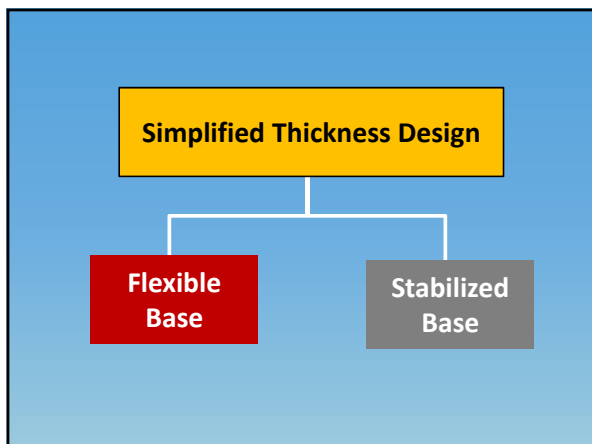 Simplified Thickness Design
Flexible
Base
Stabilized
Base